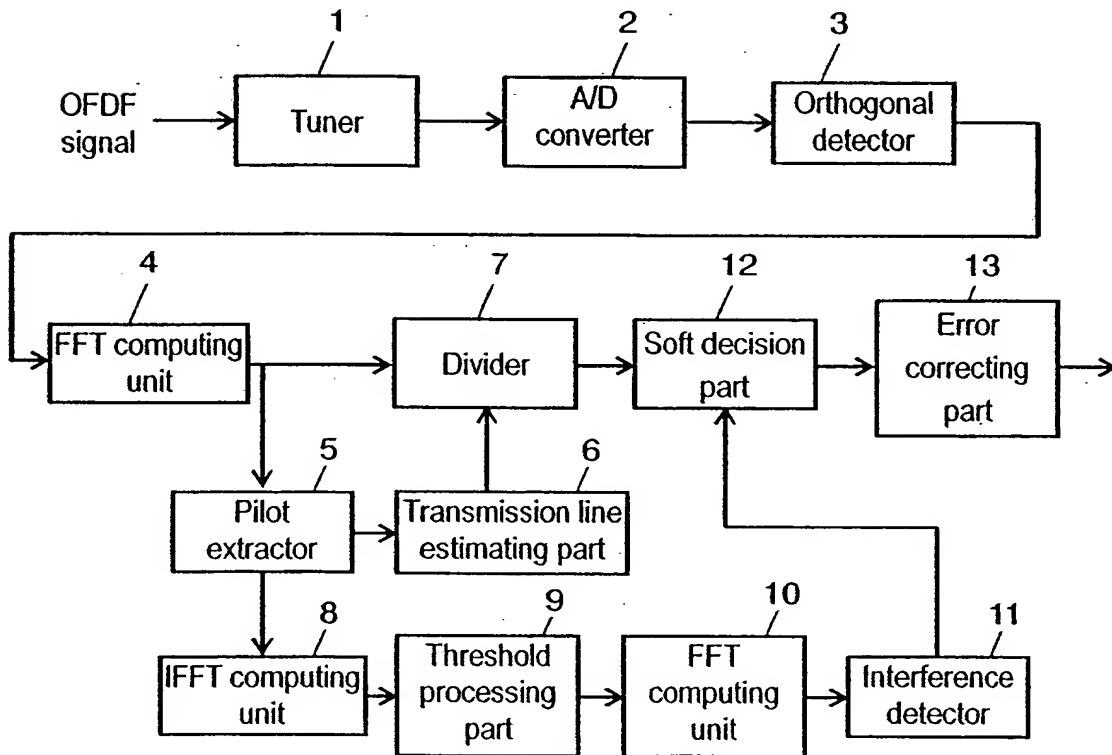 1
2
3
OFDF
signal
Tuner
A/D
converter
Orthogonal
detector
4
7
12
13
FFT computing
unit
Divider
Soft decision
part
Error
correcting
part
5
6
Pilot
extractor
Transmission line
estimating part
8
9
10
11
IFFT computing
unit
Threshold
processing
part
FFT
computing
unit
Interference
detector